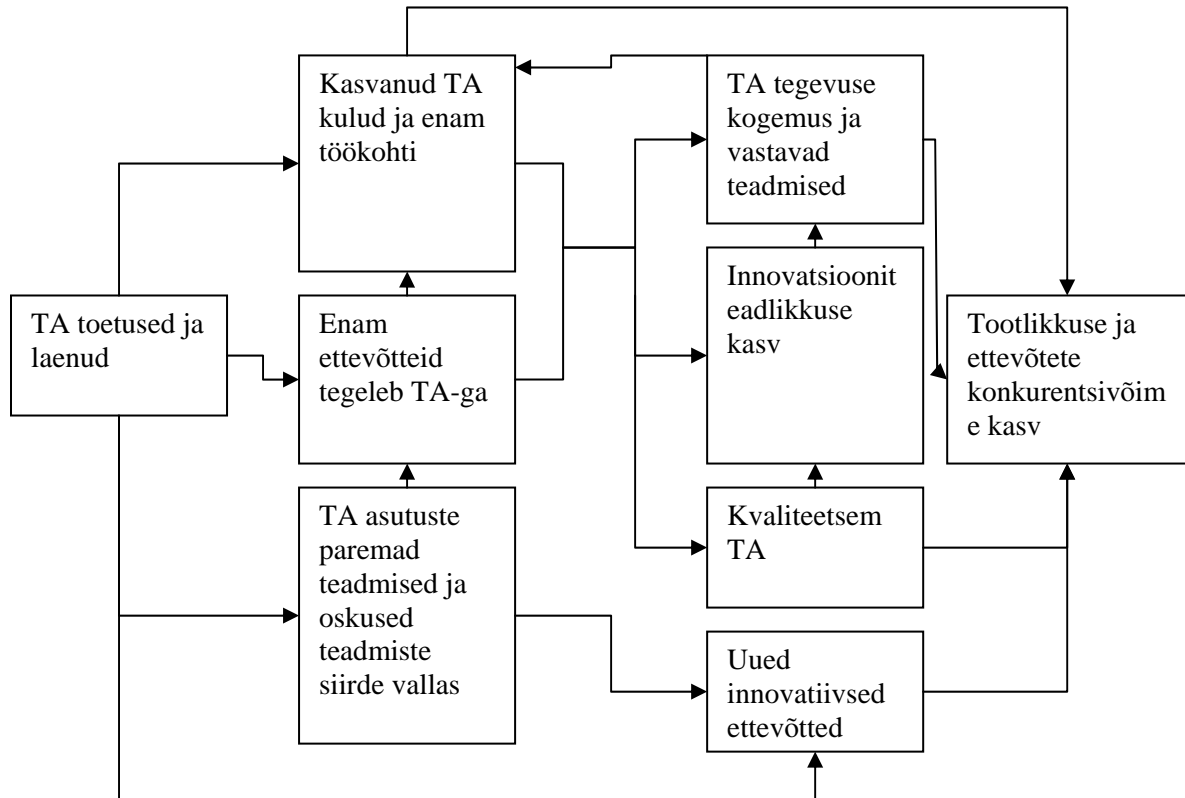 TA toetused ja
laenud
Kasvanud TA
kulud ja enam
töökohti
Enam
ettevõtteid
tegeleb TA-ga
TA asutuste
paremad
teadmised ja
oskused
teadmiste
siirde vallas
TA tegevuse
kogemus ja
vastavad
teadmised
Innovatsioonit
eadlikkuse
kasv
Kvaliteetsem
TA
Uued
innovatiivsed
ettevõtted
Tootlikkuse ja
ettevõtete
konkurentsivõim
e kasv